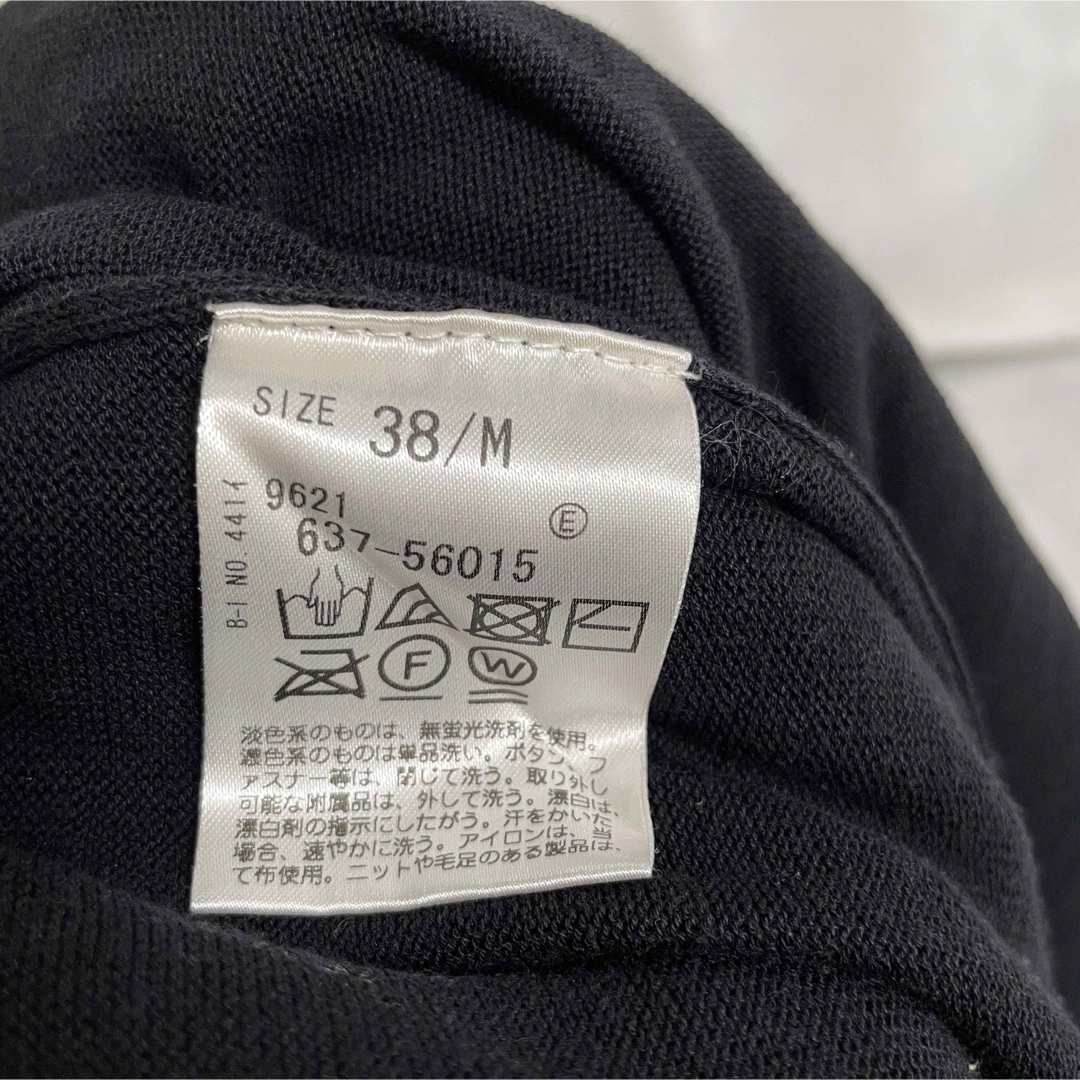 SIZE 38/M
9621
637-56015
E
B-I NO.441イ
F
W
淡色系のものは、無蛍光洗剤を使用。
濃色系のものは単品洗い。ボタン、フ
ァスナー等は、閉じて洗う。取り外し
可能な附属品は、外して洗う。漂白は、
漂白剤の指示にしたがう。汗をかいた
場合、速やかに洗う。アイロンは、当
て布使用。ニットや毛足のある製品は、